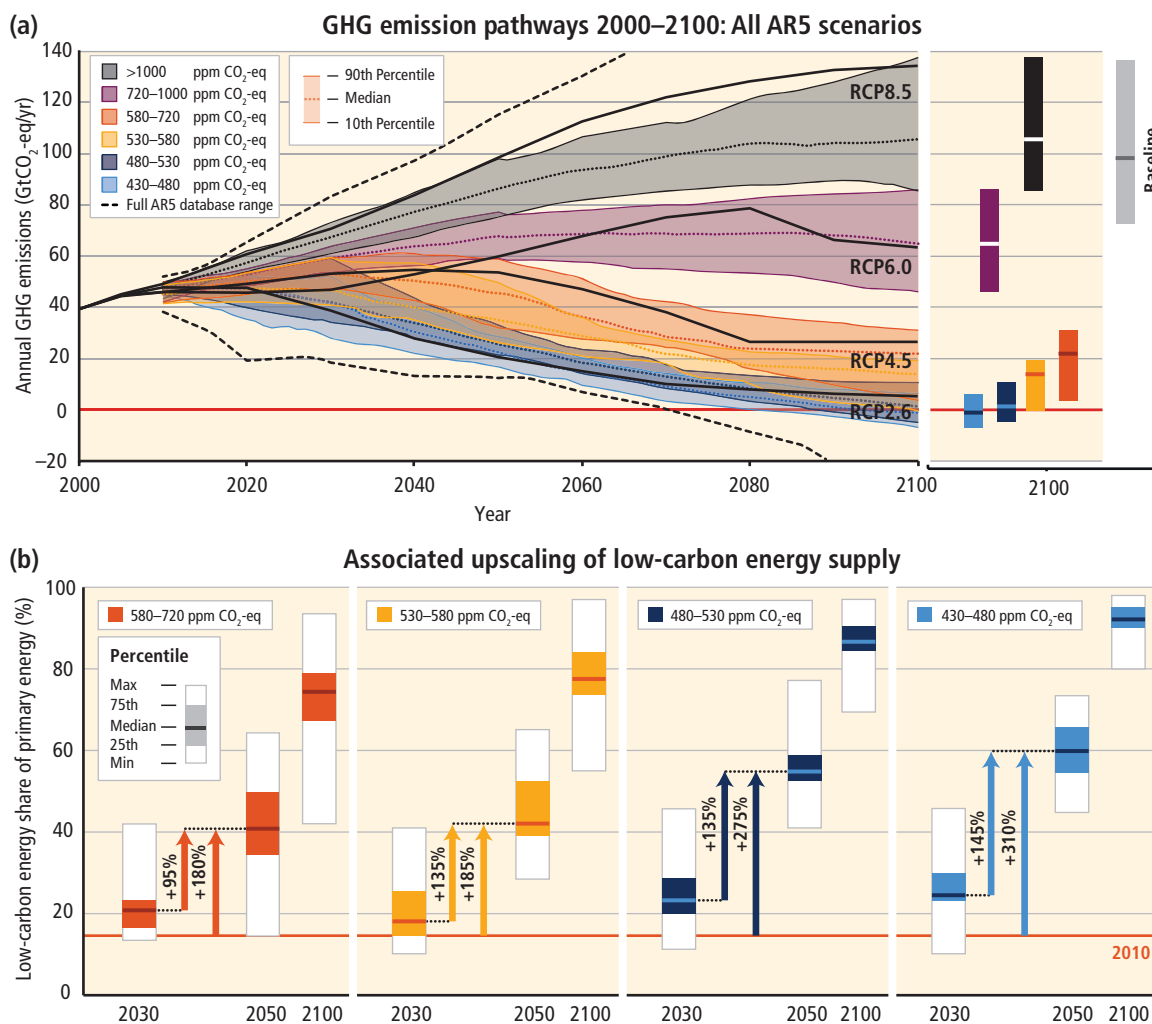 (a)
GHG emission pathways 2000–2100: All AR5 scenarios
Annual GHG emissions (GtCO2-eq/yr)
140
120
100
80
60
40
20
0
–20
>1000 ppm CO2-eq
720–1000 ppm CO2-eq
580–720 ppm CO2-eq
530–580 ppm CO2-eq
480–530 ppm CO2-eq
430–480 ppm CO2-eq
Full AR5 database range
90th Percentile
Median
10th Percentile
RCP8.5
RCP6.0
RCP4.5
RCP2.6
Baseline
2000
2020
2040
2060
2080
2100
2100
Year
(b)
Associated upscaling of low-carbon energy supply
Low-carbon energy share of primary energy (%)
100
80
60
40
20
0
580–720 ppm CO2-eq
Percentile
Max
75th
Median
25th
Min
+95%
+180%
2030
2050
2100
530–580 ppm CO2-eq
+135%
+185%
2030
2050
2100
480–530 ppm CO2-eq
+135%
+275%
2030
2050
2100
430–480 ppm CO2-eq
+145%
+310%
2010
2030
2050
2100